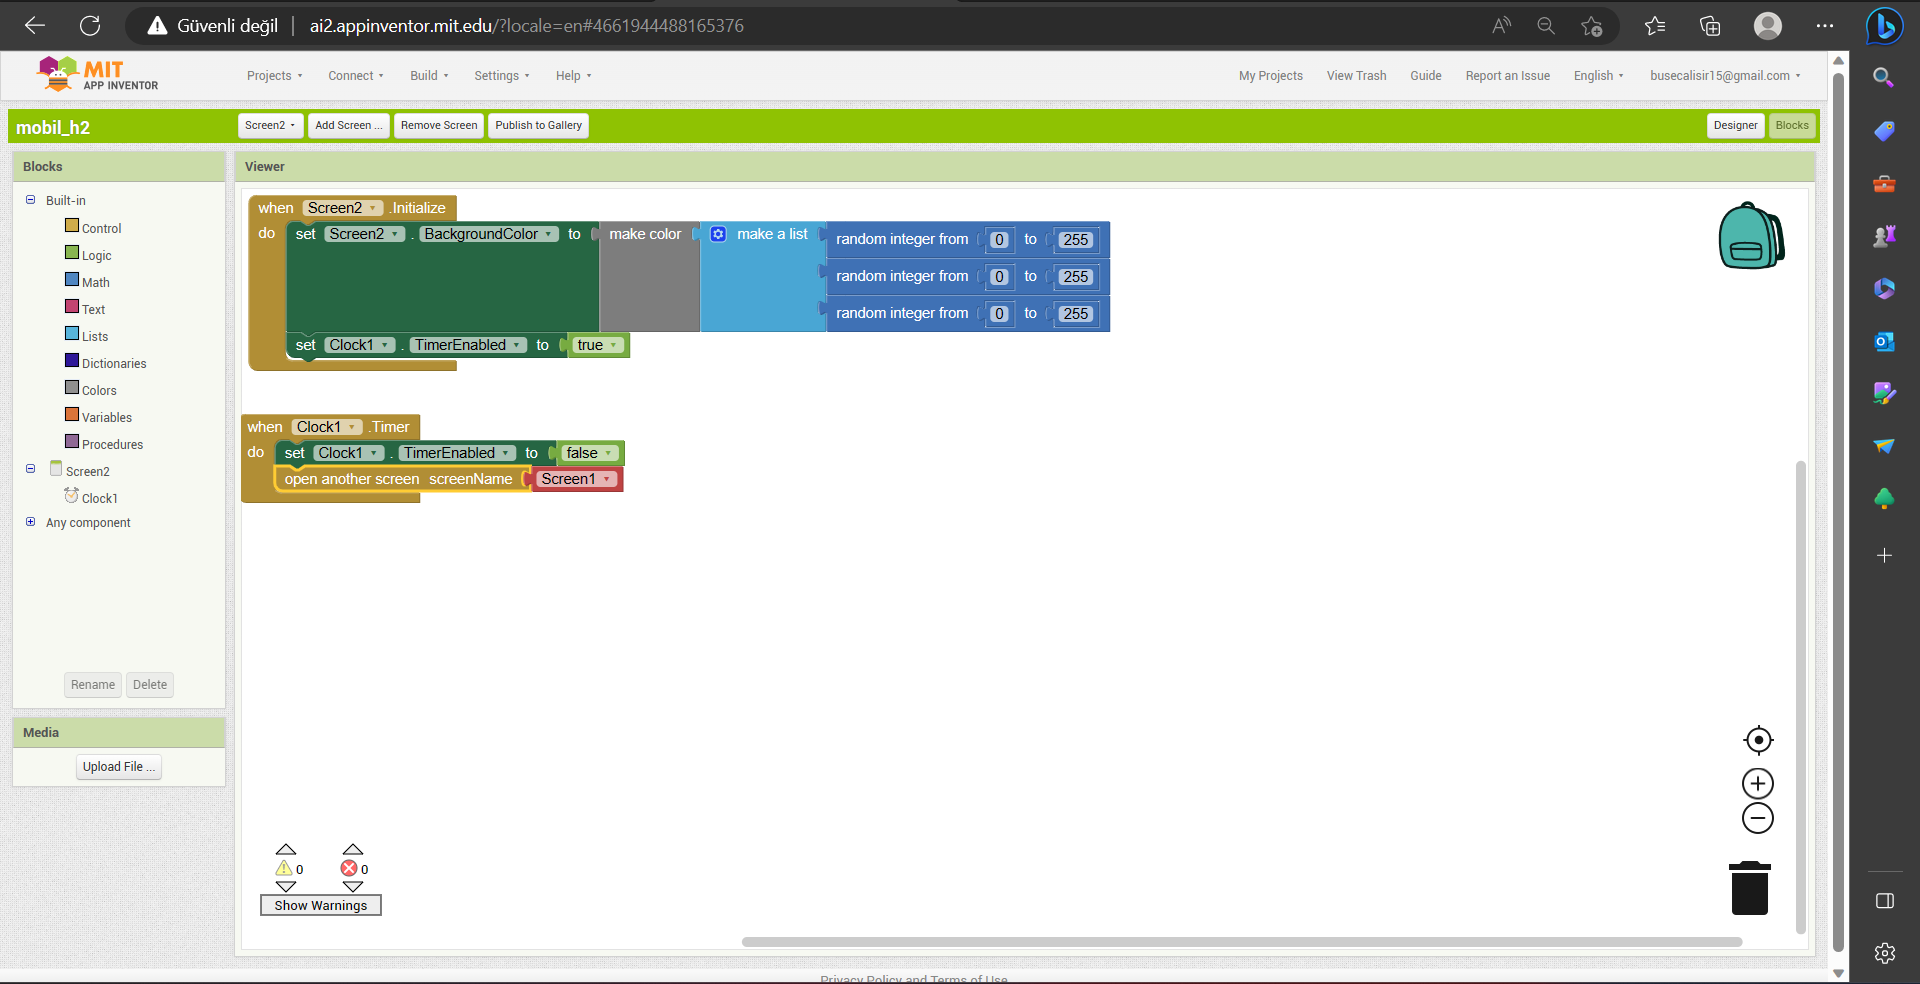 Güvenli değil
ai2.appinventor.mit.edu/?locale=en#4661944488165376
MIT
APP INVENTOR
Projects Connect Build Settings Help
My Projects View Trash Guide Report an Issue English busecalisir15@gmail.com
mobil_h2
Screen2 Add Screen ... Remove Screen Publish to Gallery
Designer Blocks
Blocks
Built-in
Control
Logic
Math
Text
Lists
Dictionaries
Colors
Variables
Procedures
Screen2
Clock1
Any component
Rename Delete
Media
Upload File ...
Viewer
when Screen2 .Initialize
do set Screen2 . BackgroundColor to make color make a list random integer from 0 to 255
random integer from 0 to 255
random integer from 0 to 255
set Clock1 . TimerEnabled to true
when Clock1 .Timer
do set Clock1 . TimerEnabled to false
open another screen screenName Screen1
0 0
Show Warnings
Privacy Policy and Terms of Use